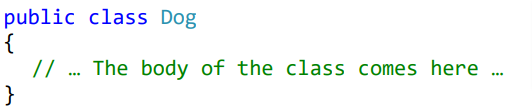 public class Dog
{
// … The body of the class comes here …
}